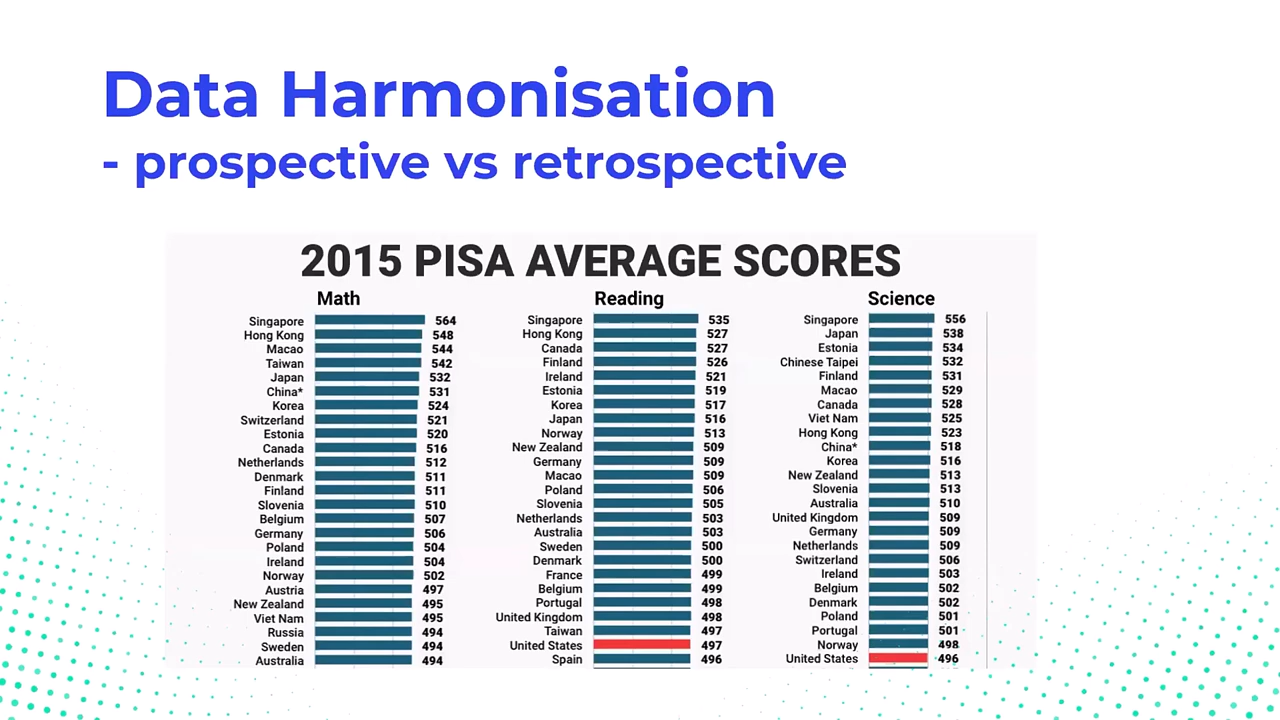 Data Harmonisation
- prospective vs retrospective
2015 PISA AVERAGE SCORES
Math
Singapore 564
Hong Kong 548
Macao 544
Taiwan 542
Japan 532
China* 531
Korea 524
Switzerland 521
Estonia 520
Canada 516
Netherlands 512
Denmark 511
Finland 511
Slovenia 510
Belgium 507
Germany 506
Poland 504
Ireland 504
Norway 502
Austria 497
New Zealand 495
Viet Nam 495
Russia 494
Sweden 494
Australia 494
Reading
Singapore 535
Hong Kong 527
Canada 527
Finland 526
Ireland 521
Estonia 519
Korea 517
Japan 516
Norway 513
New Zealand 509
Germany 509
Macao 509
Poland 506
Slovenia 505
Netherlands 503
Australia 503
Sweden 500
Denmark 500
France 499
Belgium 499
Portugal 498
United Kingdom 498
Taiwan 497
United States 497
Spain 496
Science
Singapore 556
Japan 538
Estonia 534
Chinese Taipei 532
Finland 531
Macao 529
Canada 528
Viet Nam 525
Hong Kong 523
China* 518
Korea 516
New Zealand 513
Slovenia 513
Australia 510
United Kingdom 509
Germany 509
Netherlands 509
Switzerland 506
Ireland 503
Belgium 502
Denmark 502
Poland 501
Portugal 501
Norway 498
United States 496